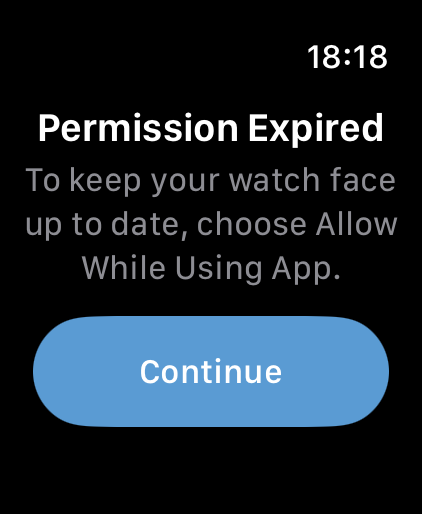 18:18
Permission Expired
To keep your watch face
up to date, choose Allow
While Using App.
Continue